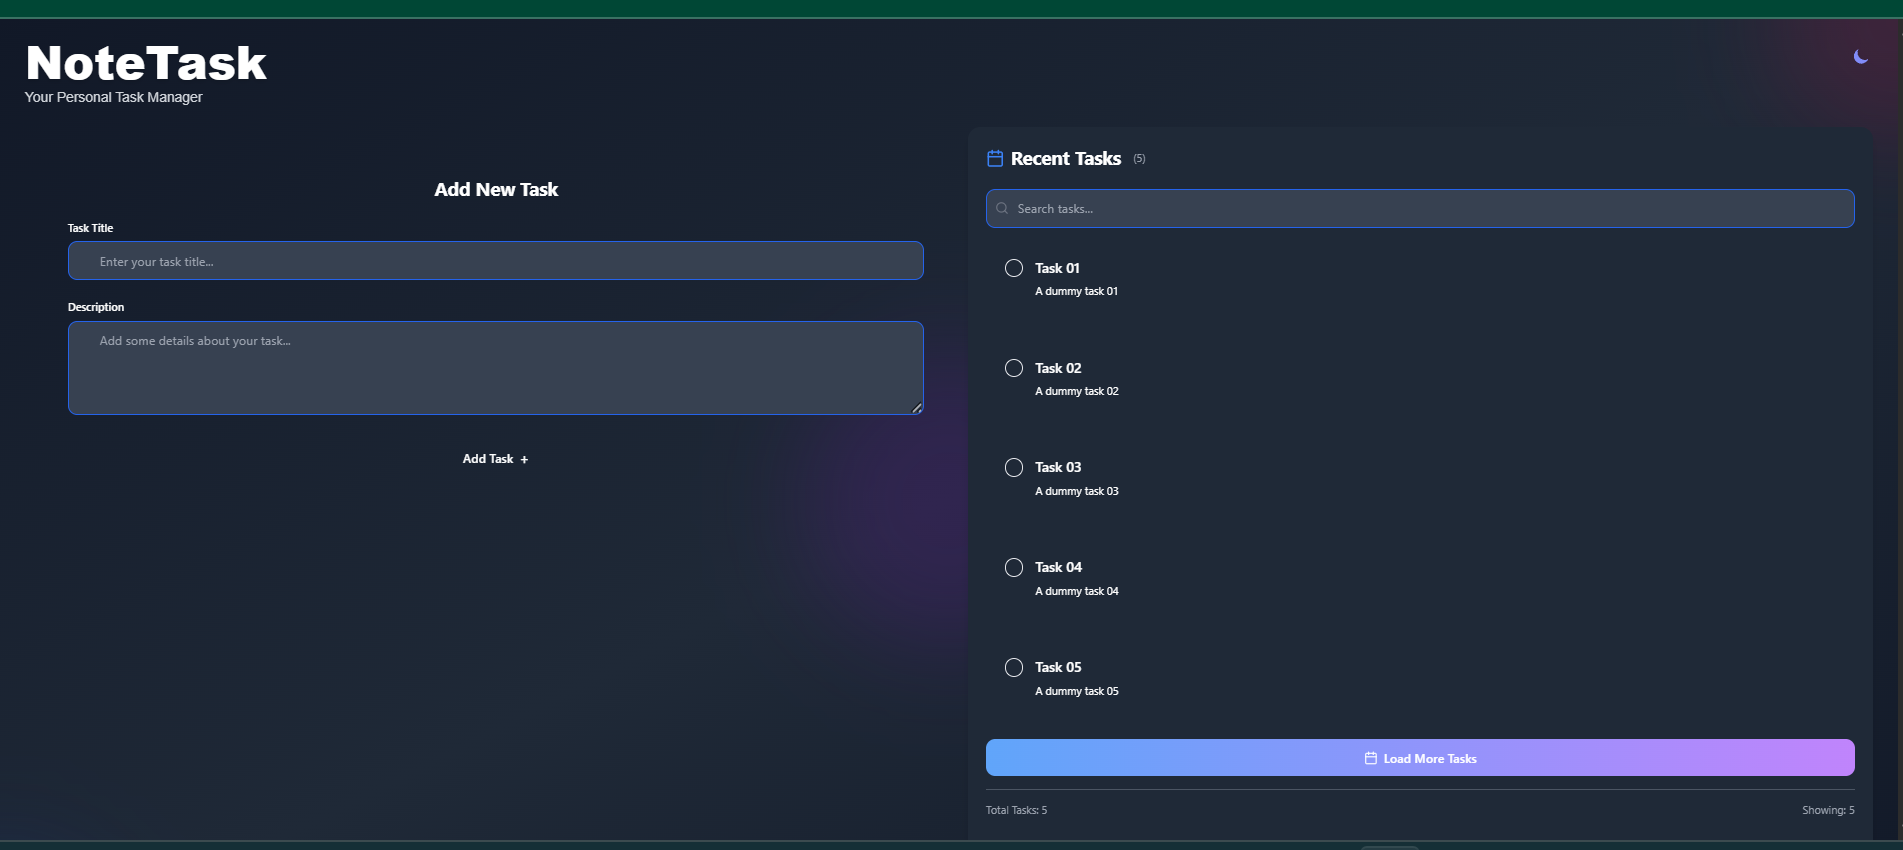 NoteTask
Your Personal Task Manager
Add New Task
Task Title
Enter your task title...
Description
Add some details about your task...
Add Task +
Recent Tasks (5)
Search tasks...
Task 01
A dummy task 01
Task 02
A dummy task 02
Task 03
A dummy task 03
Task 04
A dummy task 04
Task 05
A dummy task 05
Load More Tasks
Total Tasks: 5
Showing: 5